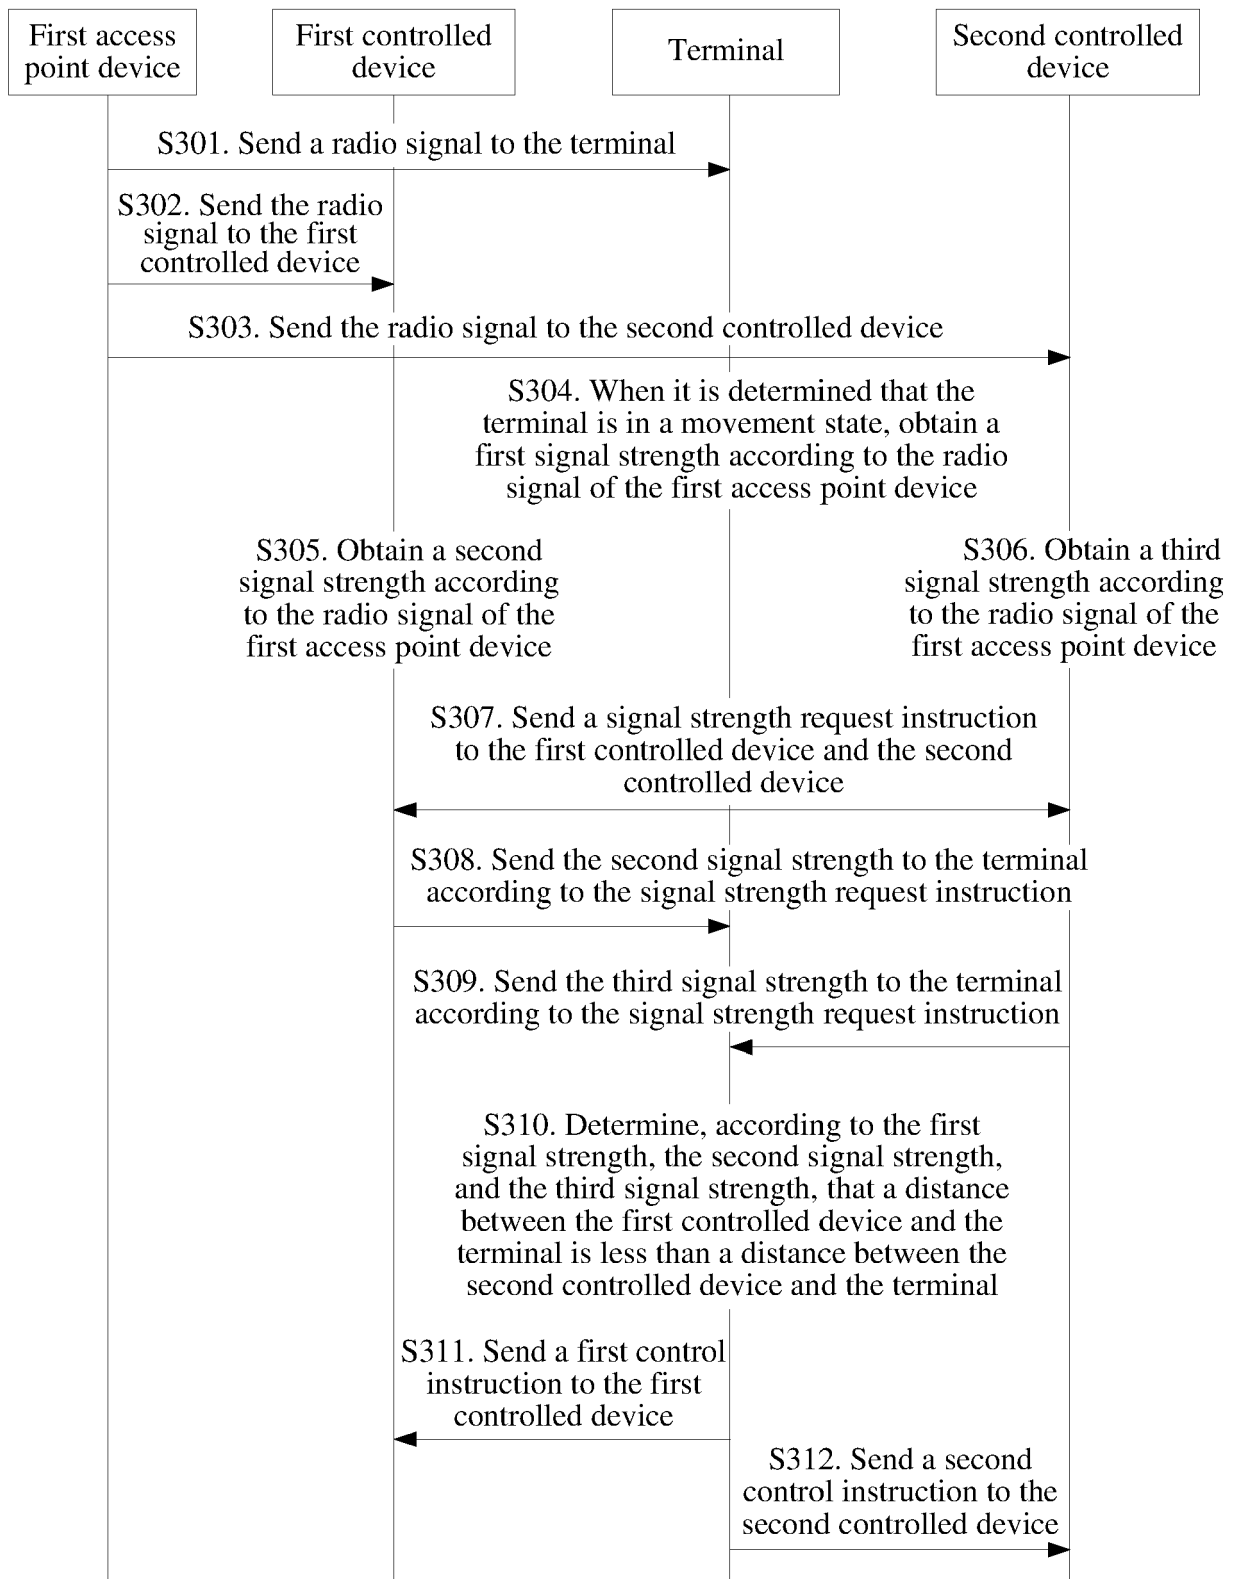 First access
point device
First controlled
device
Terminal
Second controlled
device
S301. Send a radio signal to the terminal
S302. Send the radio
signal to the first
controlled device
S303. Send the radio signal to the second controlled device
S304. When it is determined that the
terminal is in a movement state, obtain a
first signal strength according to the radio
signal of the first access point device
S305. Obtain a second
signal strength according
to the radio signal of the
first access point device
S306. Obtain a third
signal strength according
to the radio signal of the
first access point device
S307. Send a signal strength request instruction
to the first controlled device and the second
controlled device
S308. Send the second signal strength to the terminal
according to the signal strength request instruction
S309. Send the third signal strength to the terminal
according to the signal strength request instruction
S310. Determine, according to the first
signal strength, the second signal strength,
and the third signal strength, that a distance
between the first controlled device and the
terminal is less than a distance between the
second controlled device and the terminal
S311. Send a first control
instruction to the first
controlled device
S312. Send a second
control instruction to the
second controlled device